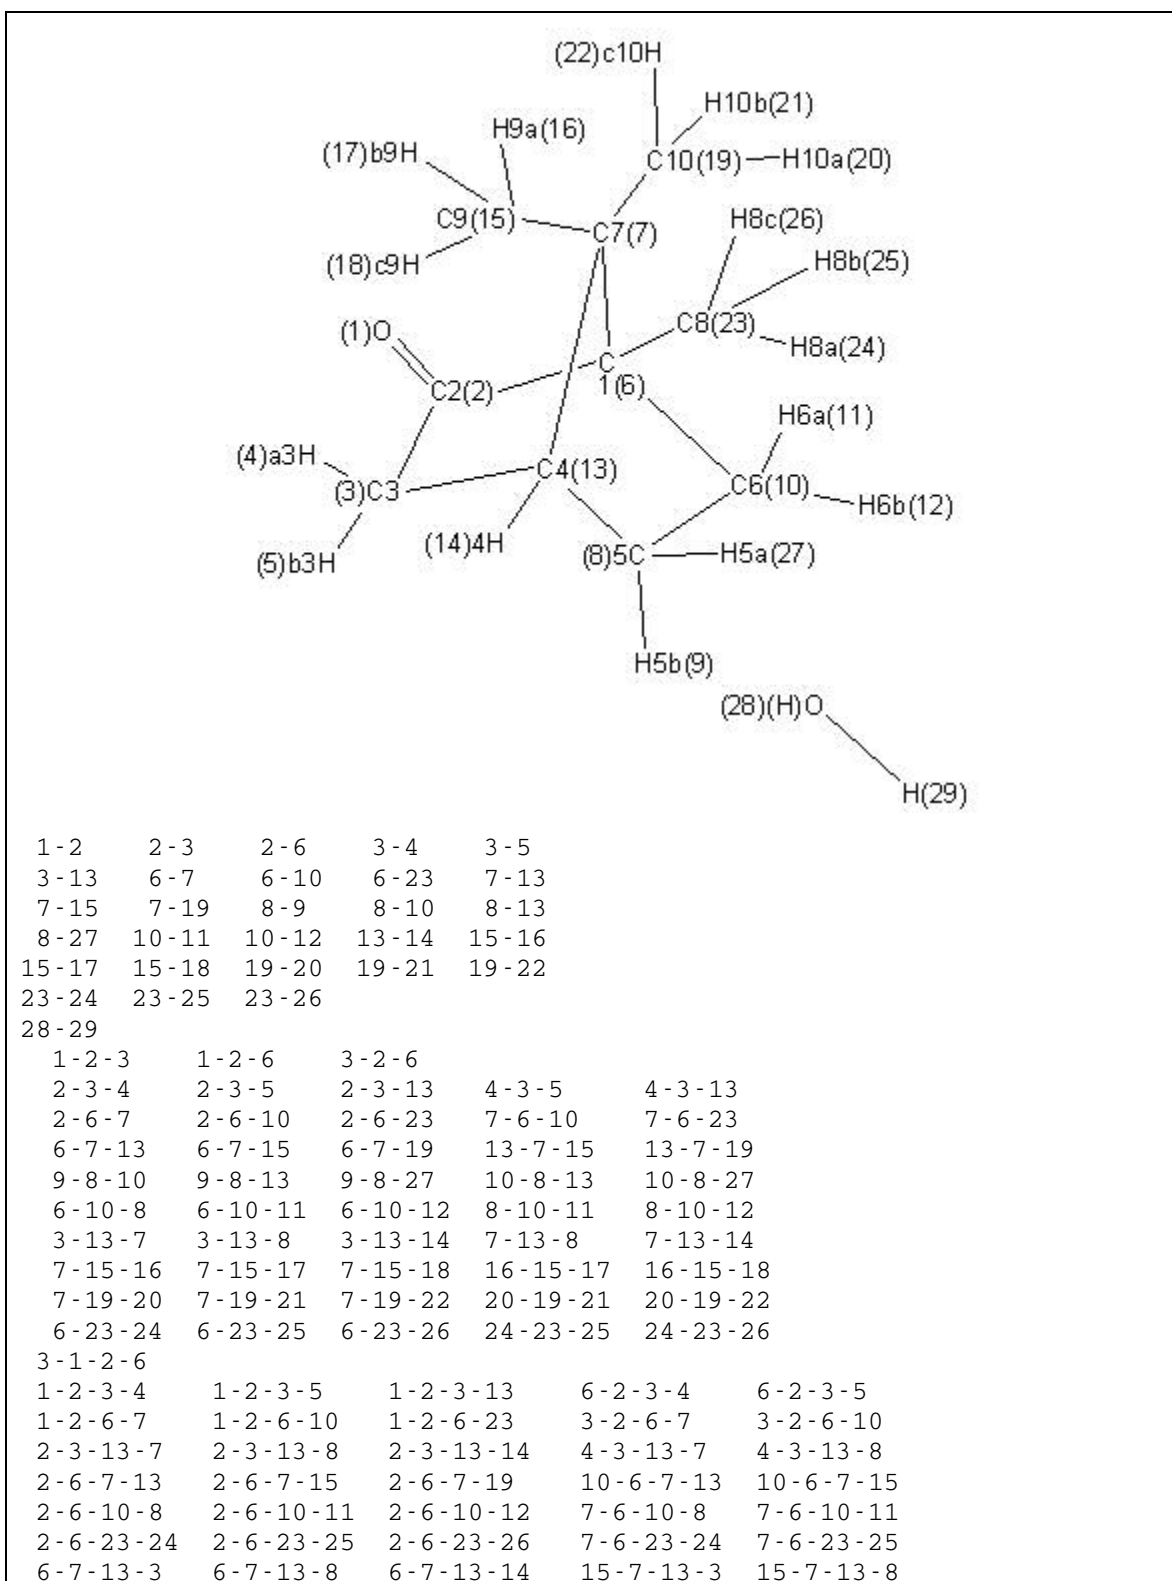 (22)c10H
H10b(21)
H9a(16)
(17)b9H
C10(19)
H10a(20)
C9(15)
H8c(26)
C7(7)
(18)c9H
H8b(25)
(1)O
C8(23)
H8a(24)
C
1(6)
C2(2)
H6a(11)
(4)a3H
C4(13)
(3)C3
C6(10)
H6b(12)
(14)4H
(8)5C
H5a(27)
(5)b3H
H5b(9)
(28)(H)O
H(29)
1-2 2-3 2-6 3-4 3-5
3-13 6-7 6-10 6-23 7-13
7-15 7-19 8-9 8-10 8-13
8-27 10-11 10-12 13-14 15-16
15-17 15-18 19-20 19-21 19-22
23-24 23-25 23-26
28-29
1-2-3 1-2-6 3-2-6
2-3-4 2-3-5 2-3-13 4-3-5 4-3-13
2-6-7 2-6-10 2-6-23 7-6-10 7-6-23
6-7-13 6-7-15 6-7-19 13-7-15 13-7-19
9-8-10 9-8-13 9-8-27 10-8-13 10-8-27
6-10-8 6-10-11 6-10-12 8-10-11 8-10-12
3-13-7 3-13-8 3-13-14 7-13-8 7-13-14
7-15-16 7-15-17 7-15-18 16-15-17 16-15-18
7-19-20 7-19-21 7-19-22 20-19-21 20-19-22
6-23-24 6-23-25 6-23-26 24-23-25 24-23-26
3-1-2-6
1-2-3-4 1-2-3-5 1-2-3-13 6-2-3-4 6-2-3-5
1-2-6-7 1-2-6-10 1-2-6-23 3-2-6-7 3-2-6-10
2-3-13-7 2-3-13-8 2-3-13-14 4-3-13-7 4-3-13-8
2-6-7-13 2-6-7-15 2-6-7-19 10-6-7-13 10-6-7-15
2-6-10-8 2-6-10-11 2-6-10-12 7-6-10-8 7-6-10-11
2-6-23-24 2-6-23-25 2-6-23-26 7-6-23-24 7-6-23-25
6-7-13-3 6-7-13-8 6-7-13-14 15-7-13-3 15-7-13-8